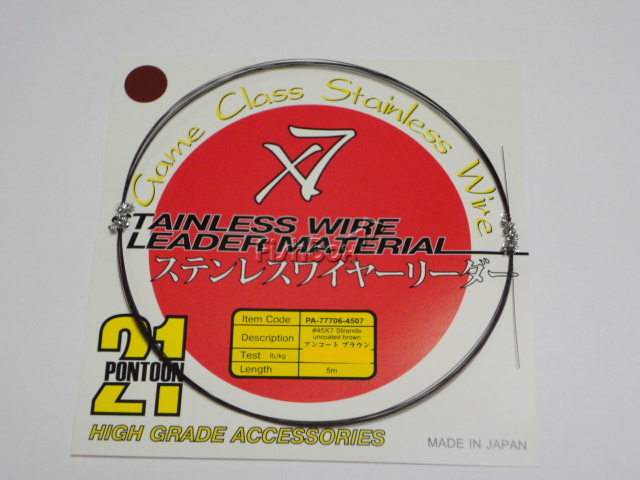 Game Class Stainless Wire
X7
TAINLESS WIRE
LEADER MATERIAL
ステンレスワイヤーリーダー
Item Code PA-77706-4507
Description #45X7 Strands
uncoated brown
アンコート ブラウン
Test lb/kg
Length 5m
21
PONTOON
HIGH GRADE ACCESSORIES
MADE IN JAPAN